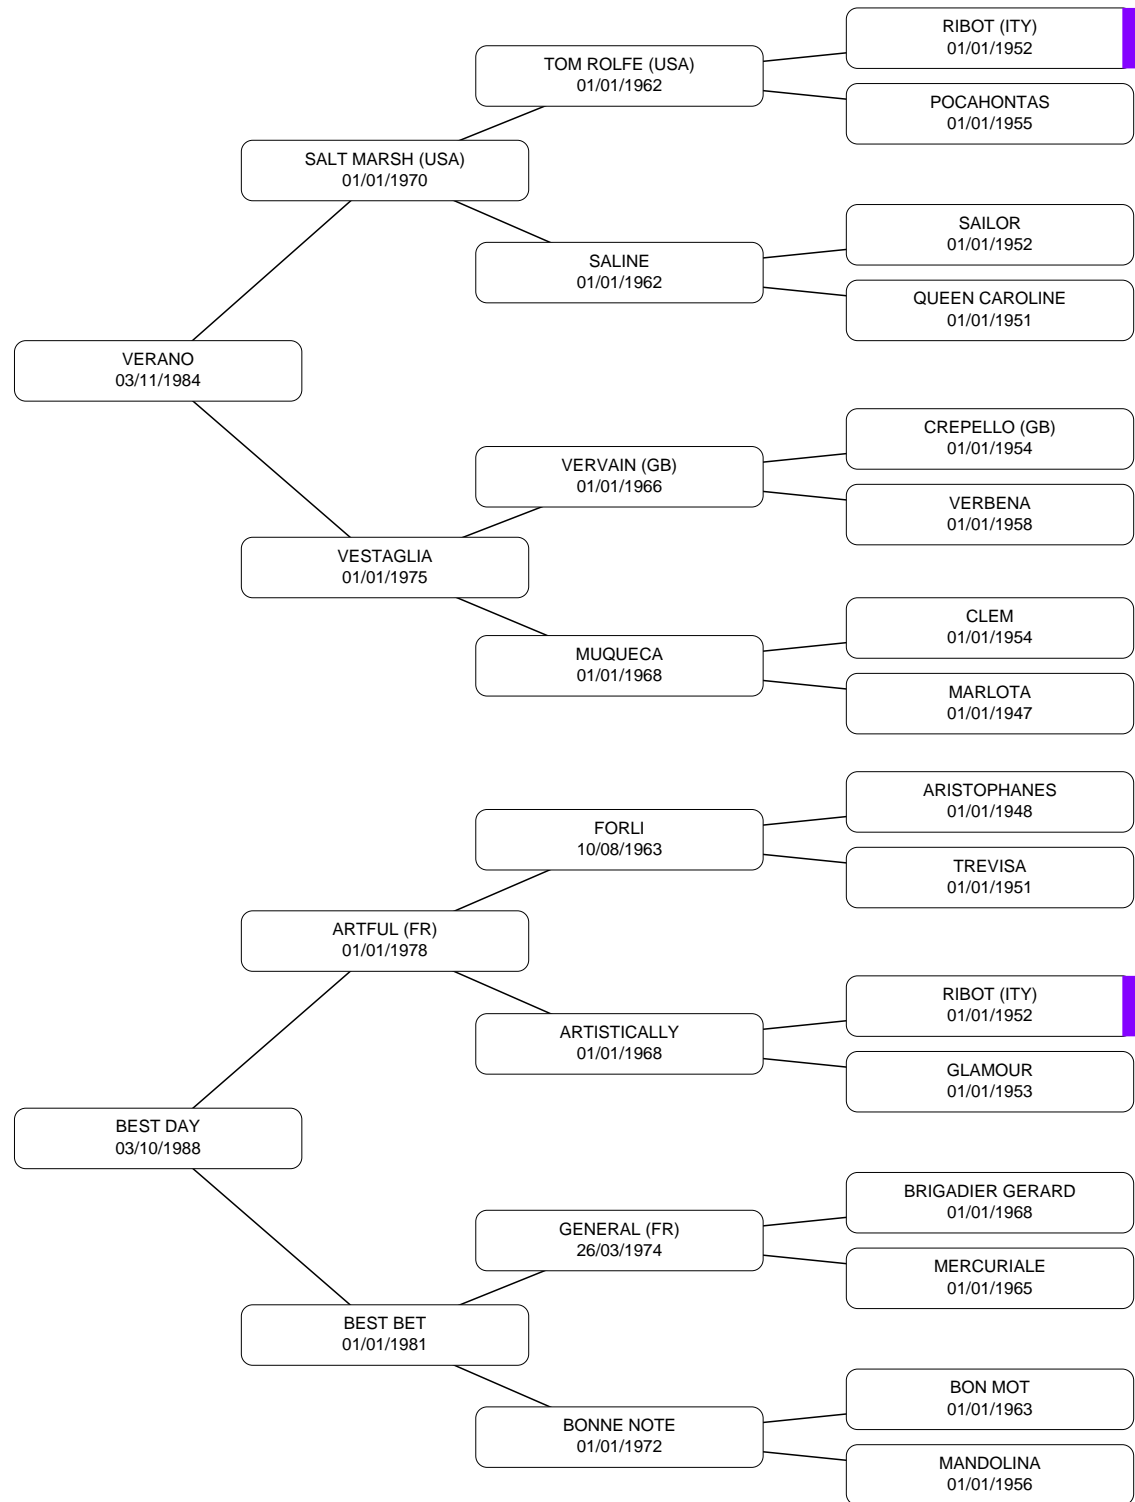 RIBOT (ITY)
01/01/1952
TOM ROLFE (USA)
01/01/1962
POCAHONTAS
01/01/1955
SALT MARSH (USA)
01/01/1970
SAILOR
01/01/1952
SALINE
01/01/1962
QUEEN CAROLINE
01/01/1951
VERANO
03/11/1984
CREPELLO (GB)
01/01/1954
VERVAIN (GB)
01/01/1966
VERBENA
01/01/1958
VESTAGLIA
01/01/1975
CLEM
01/01/1954
MUQUECA
01/01/1968
MARLOTA
01/01/1947
ARISTOPHANES
01/01/1948
FORLI
10/08/1963
TREVISA
01/01/1951
ARTFUL (FR)
01/01/1978
RIBOT (ITY)
01/01/1952
ARTISTICALLY
01/01/1968
GLAMOUR
01/01/1953
BEST DAY
03/10/1988
BRIGADIER GERARD
01/01/1968
GENERAL (FR)
26/03/1974
MERCURIALE
01/01/1965
BEST BET
01/01/1981
BON MOT
01/01/1963
BONNE NOTE
01/01/1972
MANDOLINA
01/01/1956